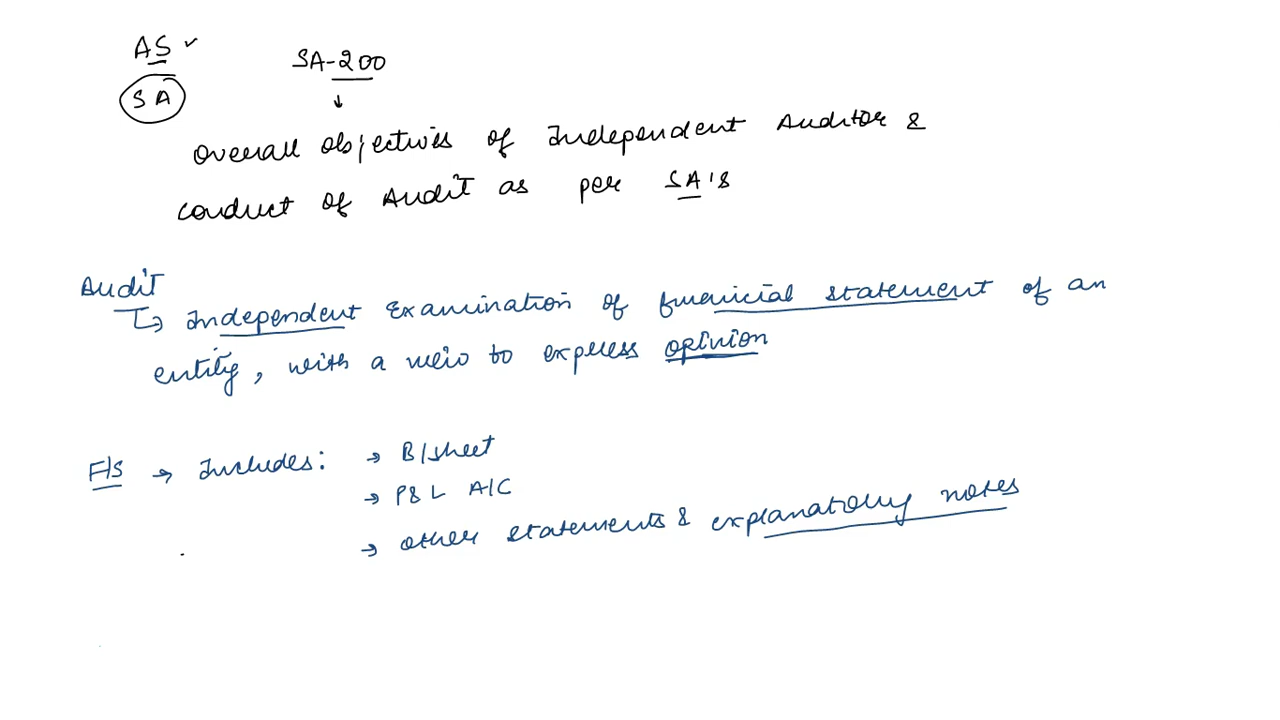 AS ✓
SA
SA-200
↓
Overall objectives of Independent Auditor &
conduct of Audit as per SA's
Audit
↳ Independent Examination of financial statement of an
entity, with a view to express opinion
F/S → Includes: → B/sheet
→ P&L A/C
→ other statements & explanatory notes